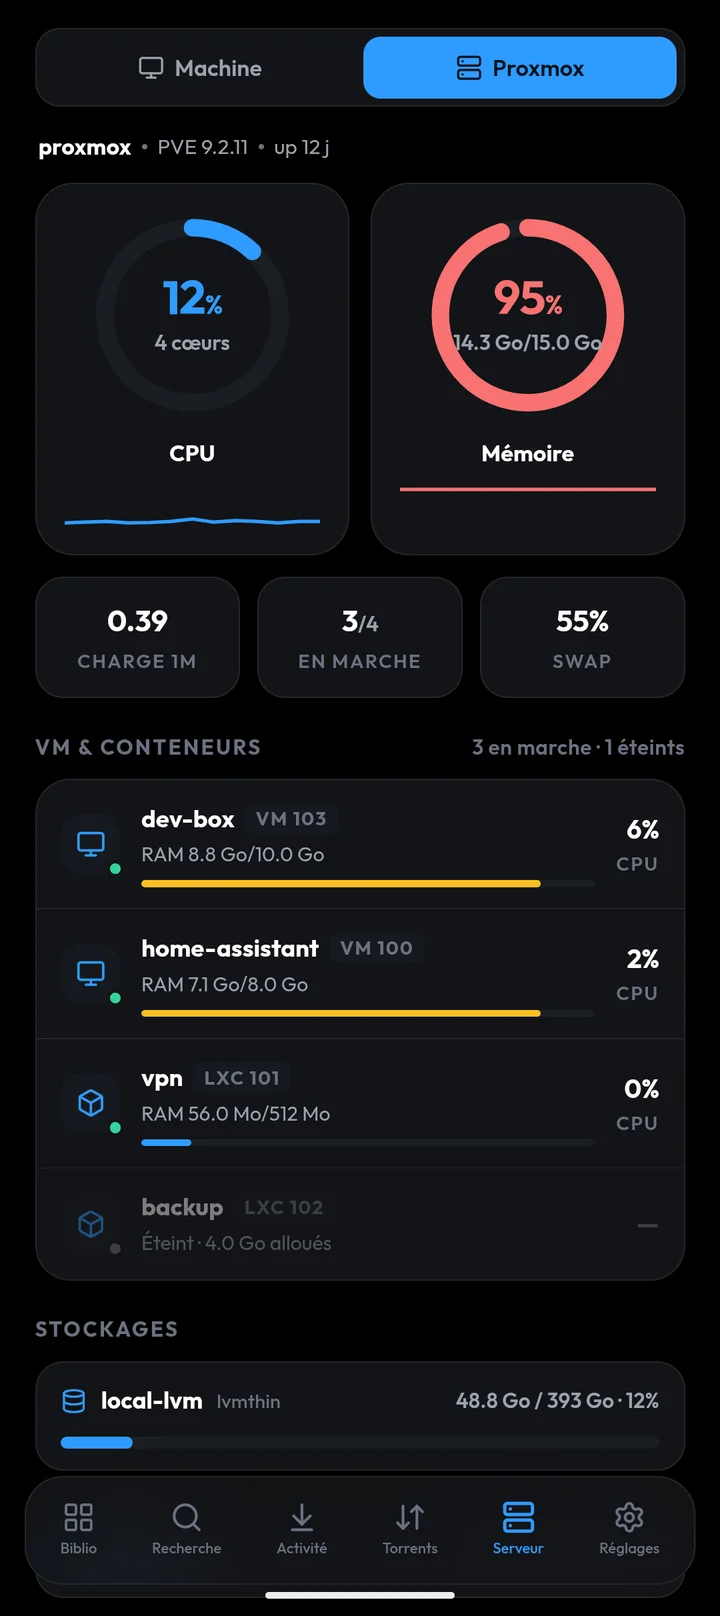 Machine Proxmox
proxmox • PVE 9.2.11 • up 12 j
12% 95%
4 cœurs 14.3 Go/15.0 Go
CPU Mémoire
0.39 3/4 55%
CHARGE 1M EN MARCHE SWAP
VM & CONTENEURS 3 en marche · 1 éteints
dev-box VM 103 6%
RAM 8.8 Go/10.0 Go CPU
home-assistant VM 100 2%
RAM 7.1 Go/8.0 Go CPU
vpn LXC 101 0%
RAM 56.0 Mo/512 Mo CPU
backup LXC 102 —
Éteint · 4.0 Go alloués
STOCKAGES
local-lvm lvmthin 48.8 Go / 393 Go · 12%
Biblio Recherche Activité Torrents Serveur Réglages